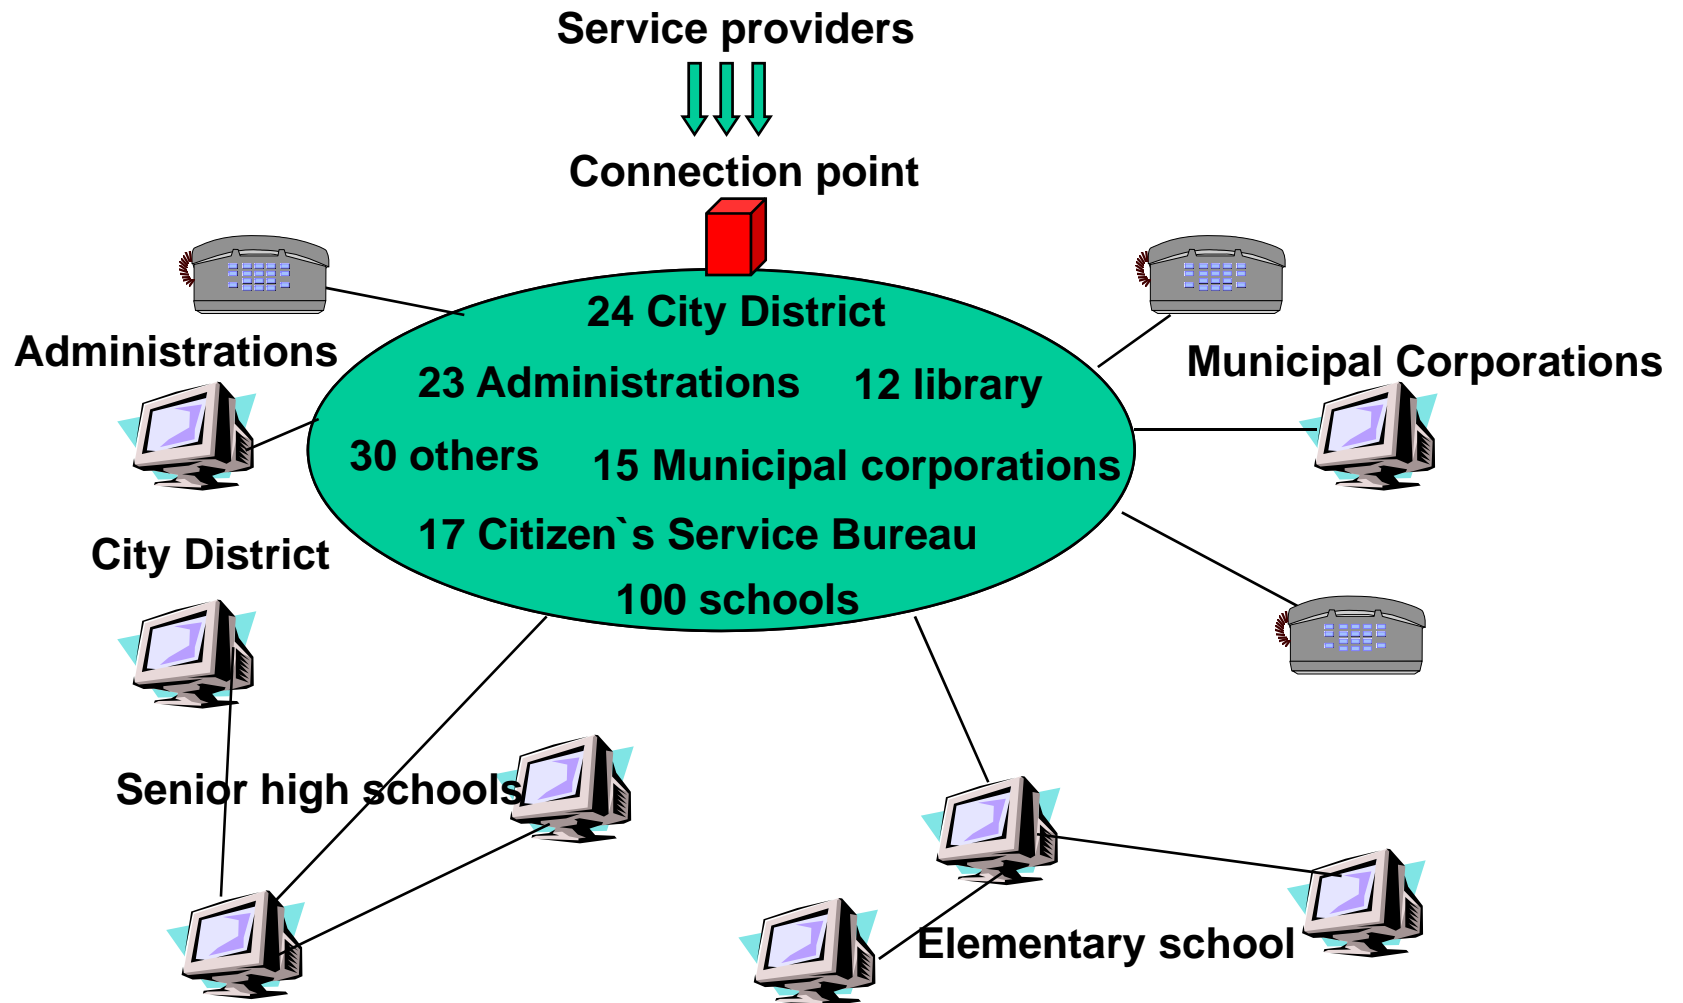 Service providers
Connection point
24 City District
Administrations
Municipal Corporations
23 Administrations
12 library
30 others
15 Municipal corporations
17 Citizen`s Service Bureau
City District
100 schools
Senior high schools
Elementary school